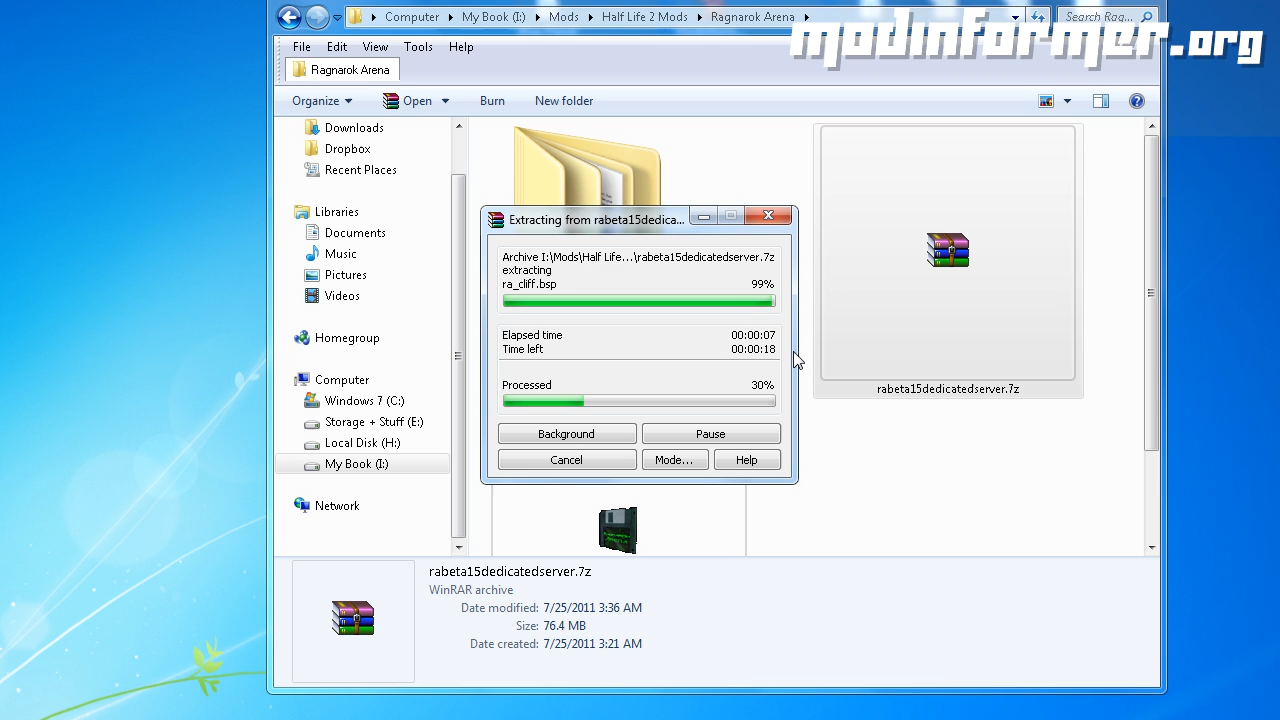 Computer My Book (I:) Mods Half Life 2 Mods Ragnarok Arena Search Rag...
modinformer.org
File Edit View Tools Help
Ragnarok Arena
Organize Open Burn New folder
Downloads
Dropbox
Recent Places
Libraries
Documents
Music
Pictures
Videos
Homegroup
Computer
Windows 7 (C:)
Storage + Stuff (E:)
Local Disk (H:)
My Book (I:)
Network
Extracting from rabeta15dedica...
Archive I:\Mods\Half Life...\rabeta15dedicatedserver.7z
extracting
ra_cliff.bsp 99%
Elapsed time 00:00:07
Time left 00:00:18
Processed 30%
Background Pause
Cancel Mode... Help
rabeta15dedicatedserver.7z
rabeta15dedicatedserver.7z
WinRAR archive
Date modified: 7/25/2011 3:36 AM
Size: 76.4 MB
Date created: 7/25/2011 3:21 AM